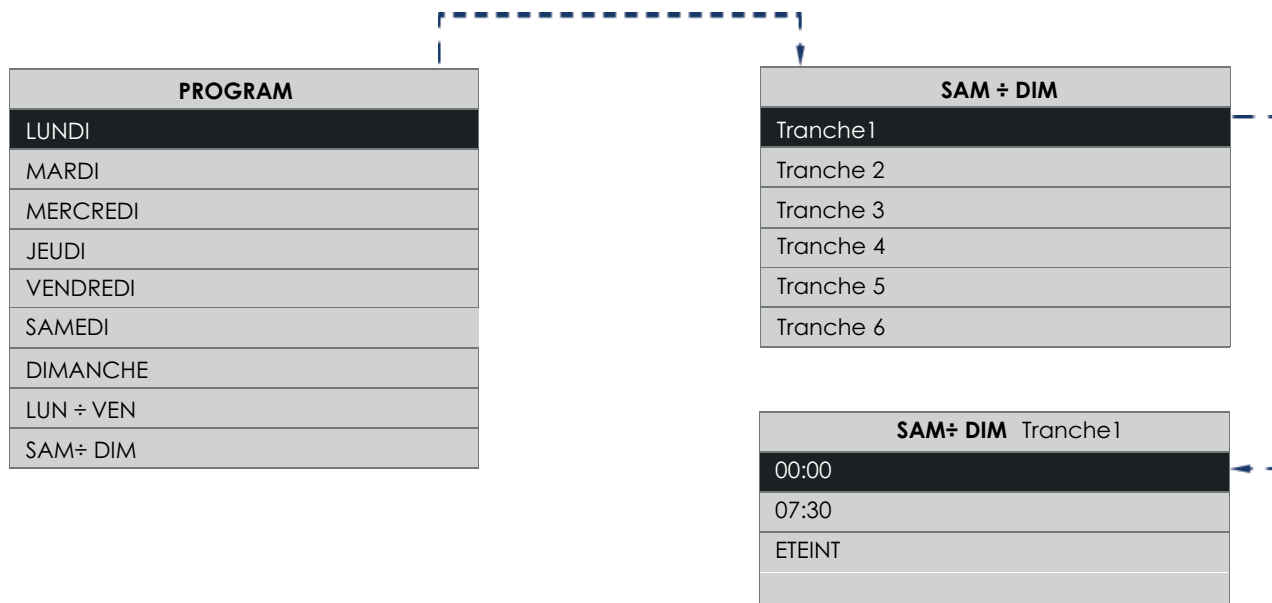 PROGRAM
LUNDI
MARDI
MERCREDI
JEUDI
VENDREDI
SAMEDI
DIMANCHE
LUN ÷ VEN
SAM÷ DIM
SAM ÷ DIM
Tranche1
Tranche 2
Tranche 3
Tranche 4
Tranche 5
Tranche 6
SAM÷ DIM Tranche1
00:00
07:30
ETEINT